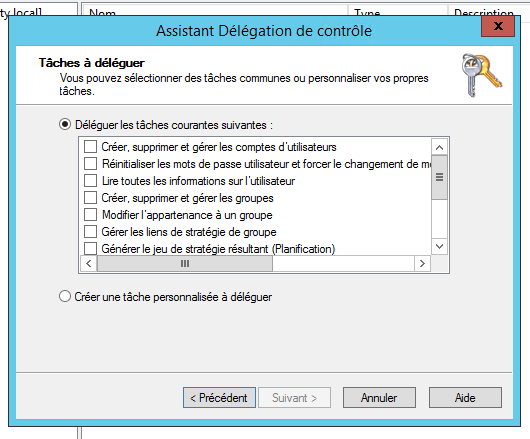 ty.local]
Nom
Type
Description
Assistant Délégation de contrôle
x
Tâches à déléguer
Vous pouvez sélectionner des tâches communes ou personnaliser vos propres
tâches.
Déléguer les tâches courantes suivantes :
Créer, supprimer et gérer les comptes d'utilisateurs
Réinitialiser les mots de passe utilisateur et forcer le changement de
Lire toutes les informations sur l'utilisateur
Créer, supprimer et gérer les groupes
Modifier l'appartenance à un groupe
Gérer les liens de stratégie de groupe
Générer le jeu de stratégie résultant (Planification)
Créer une tâche personnalisée à déléguer
< Précédent
Suivant >
Annuler
Aide